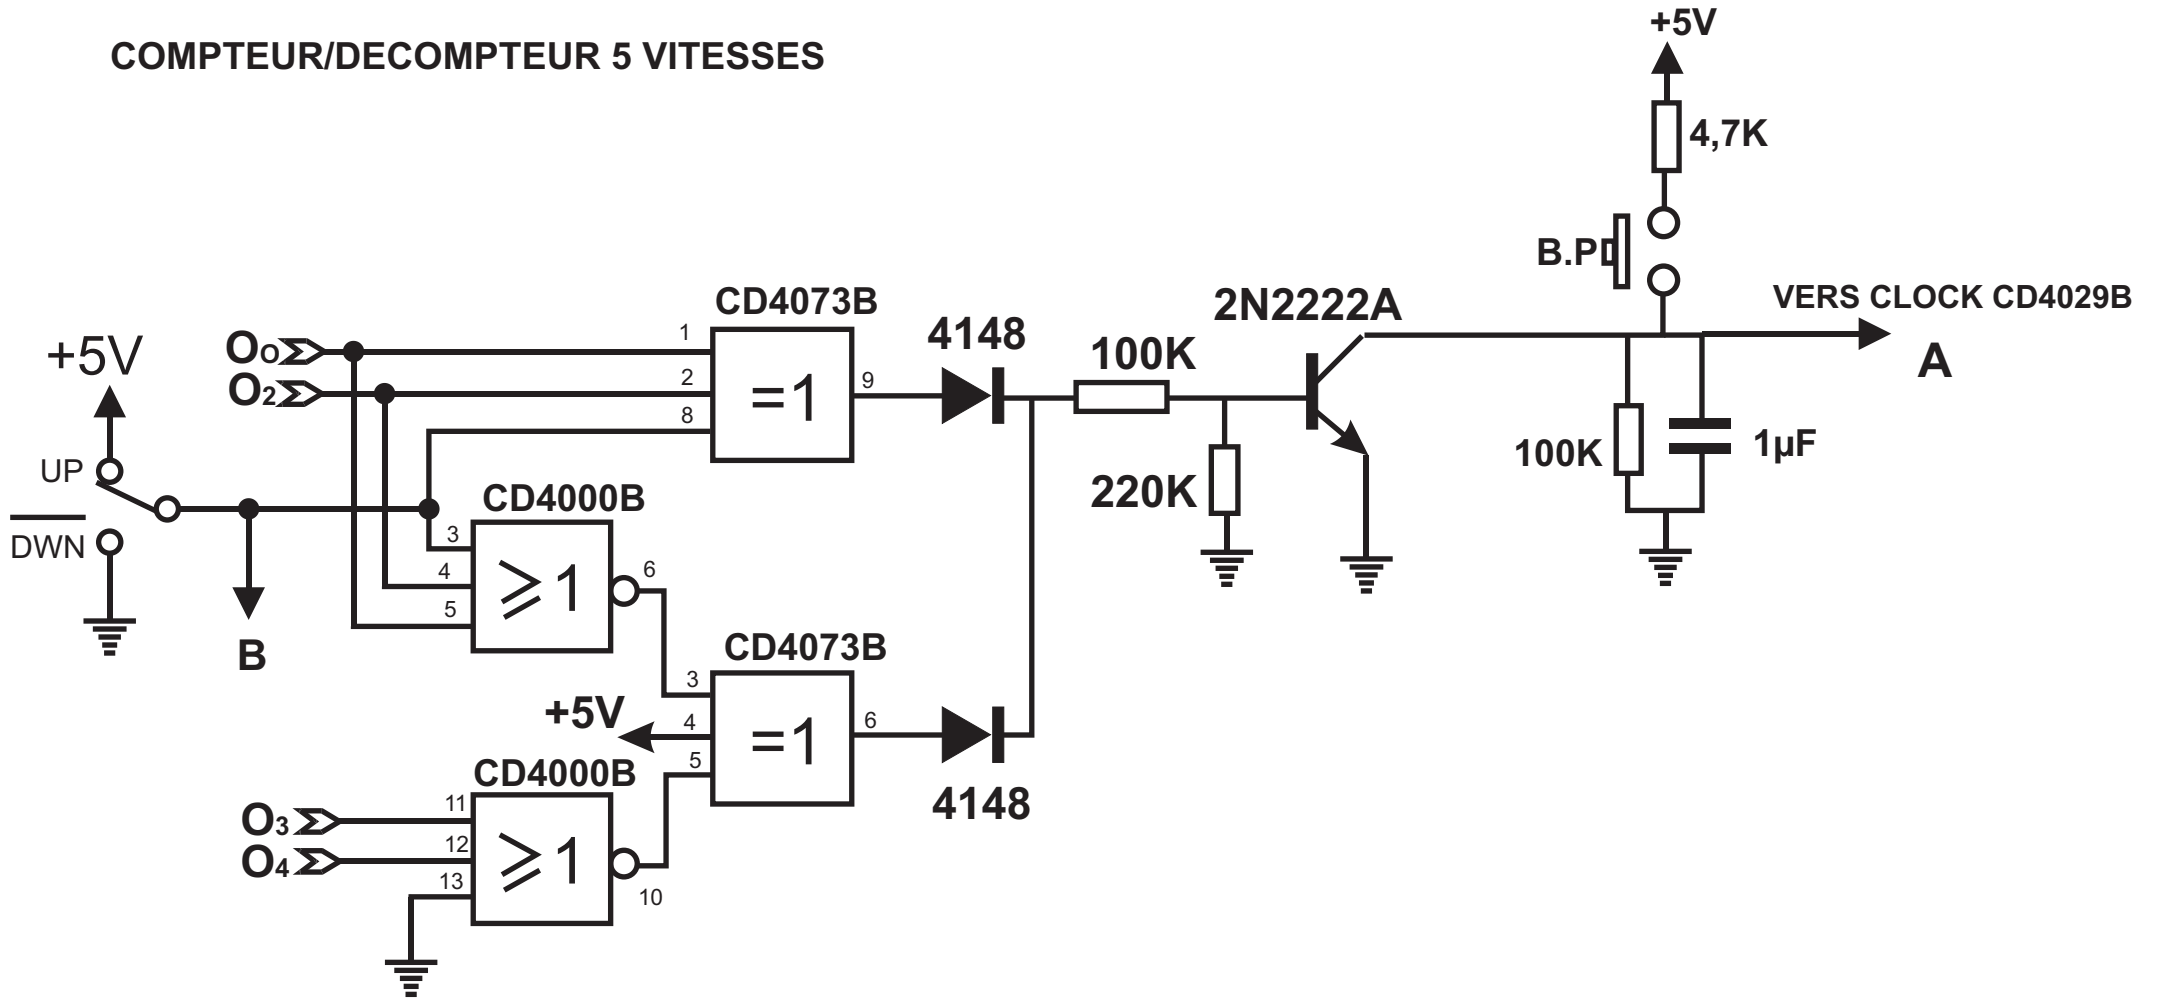 COMPTEUR/DECOMPTEUR 5 VITESSES
+5V
4,7K
B.P
VERS CLOCK CD4029B
A
2N2222A
100K
1µF
100K
220K
4148
CD4073B
=1
1
2
8
9
OO
O2
+5V
UP
DWN
B
CD4000B
≥1
3
4
5
6
CD4073B
=1
3
+5V
4
5
6
4148
CD4000B
≥1
O3
O4
11
12
13
10